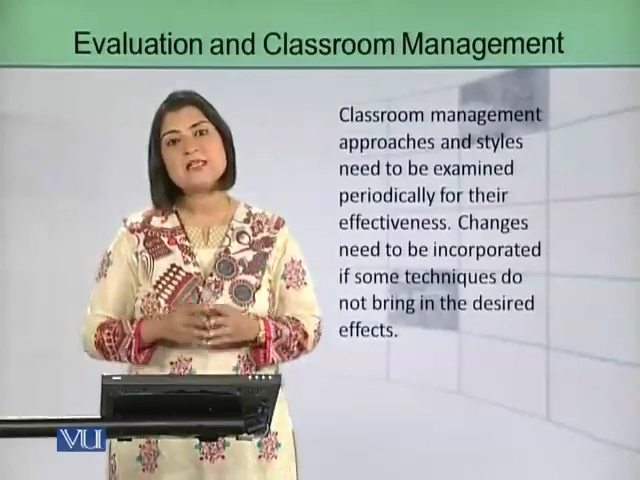 Evaluation and Classroom Management
Classroom management
approaches and styles
need to be examined
periodically for their
effectiveness. Changes
need to be incorporated
if some techniques do
not bring in the desired
effects.
VU